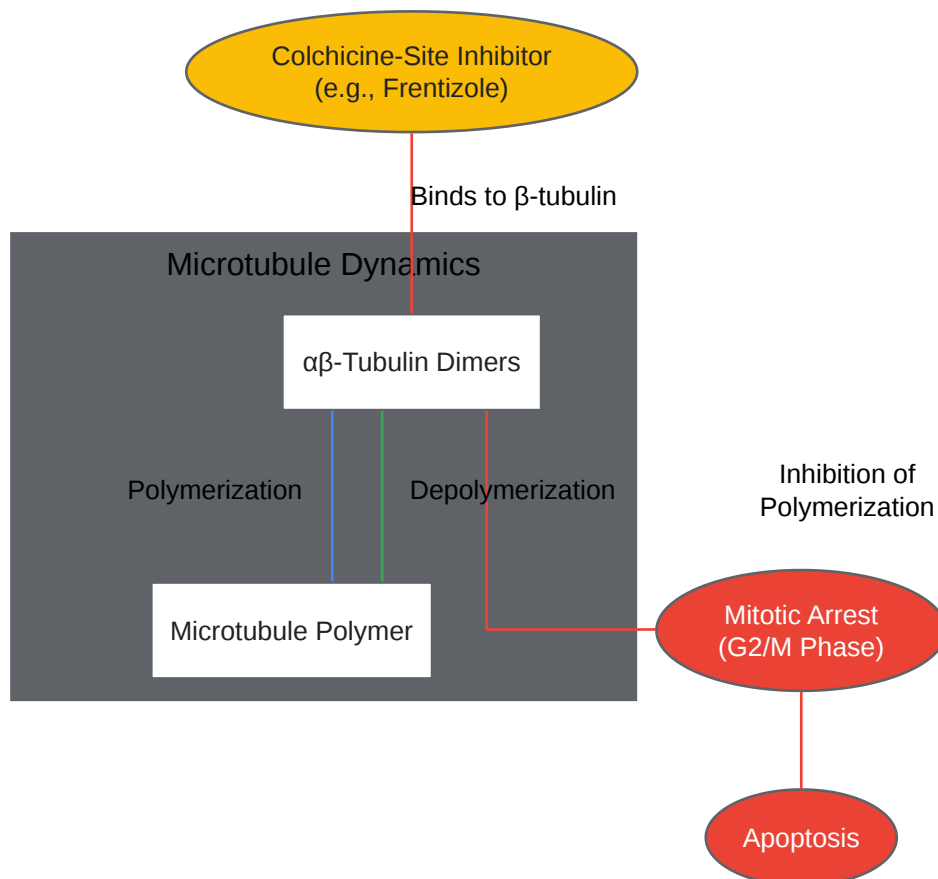 Colchicine-Site Inhibitor
(e.g., Frentizole)
Binds to β-tubulin
Microtubule Dynamics
αβ-Tubulin Dimers
Polymerization
Depolymerization
Inhibition of
Polymerization
Microtubule Polymer
Mitotic Arrest
(G2/M Phase)
Apoptosis